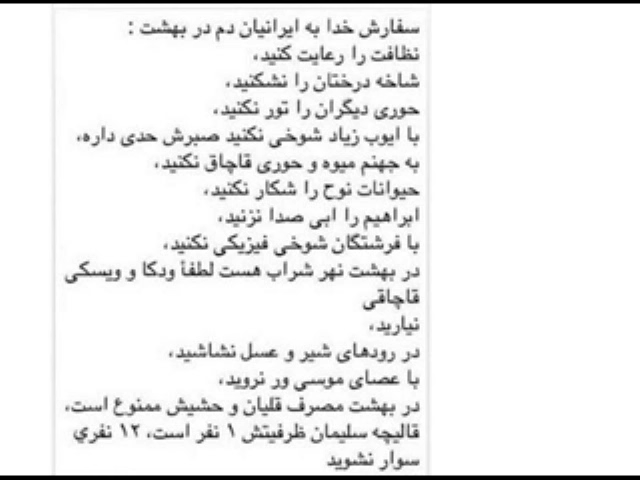 سفارش خدا به ایرانیان دم در بهشت :
نظافت را رعایت کنید،
شاخه درختان را نشکنید،
حوری دیگران را تور نکنید،
با ایوب زیاد شوخی نکنید صبرش حدی داره،
به جهنم میوه و حوری قاچاق نکنید،
حیوانات نوح را شکار نکنید،
ابراهیم را ابی صدا نزنید،
با فرشتگان شوخی فیزیکی نکنید،
در بهشت نهر شراب هست لطفأ ودکا و ویسکی
قاچاقی
نیارید،
در رودهای شیر و عسل نشاشید،
با عصای موسی ور نروید،
در بهشت مصرف قلیان و حشیش ممنوع است،
قالیچه سلیمان ظرفیتش ۱ نفر است، ۱۲ نفري
سوار نشوید